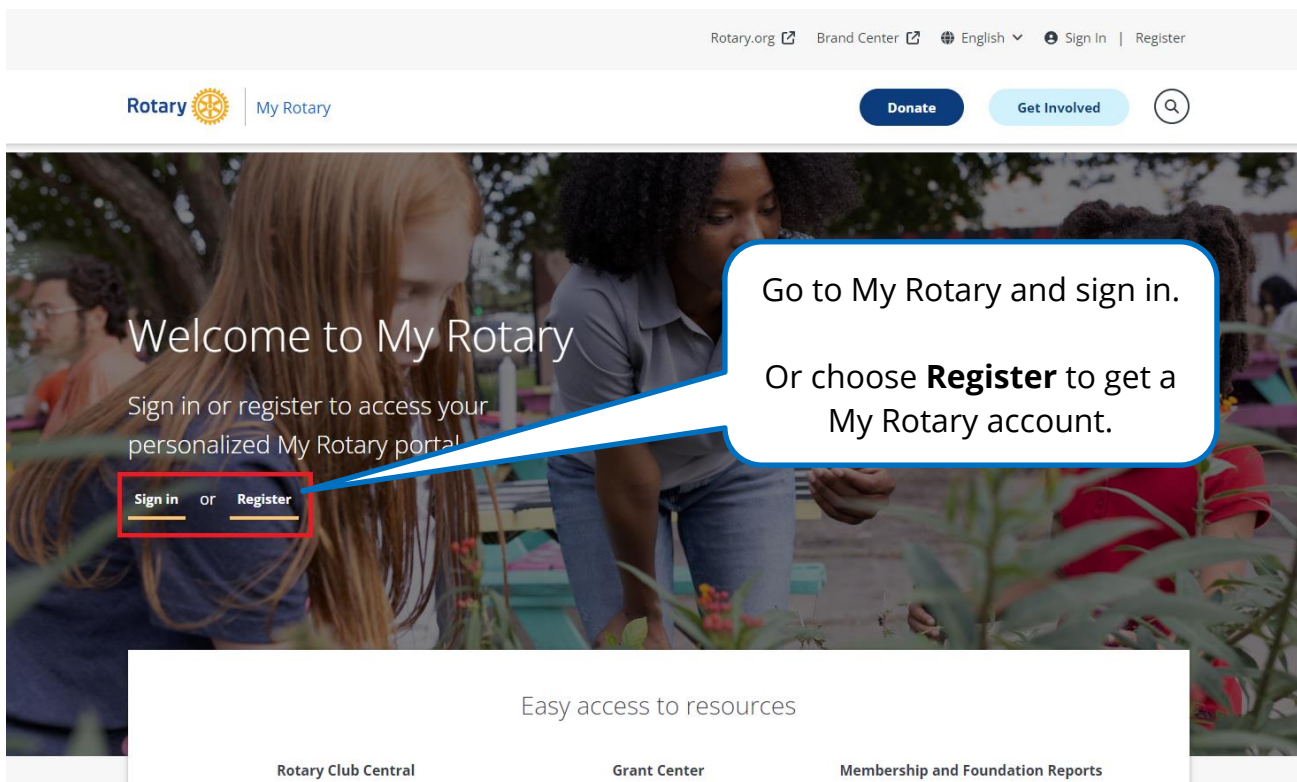 Rotary.org Brand Center English Sign In | Register
Rotary | My Rotary Donate Get Involved
Welcome to My Rotary
Sign in or register to access your
personalized My Rotary portal
Sign in or Register
Go to My Rotary and sign in.
Or choose Register to get a
My Rotary account.
Easy access to resources
Rotary Club Central Grant Center Membership and Foundation Reports